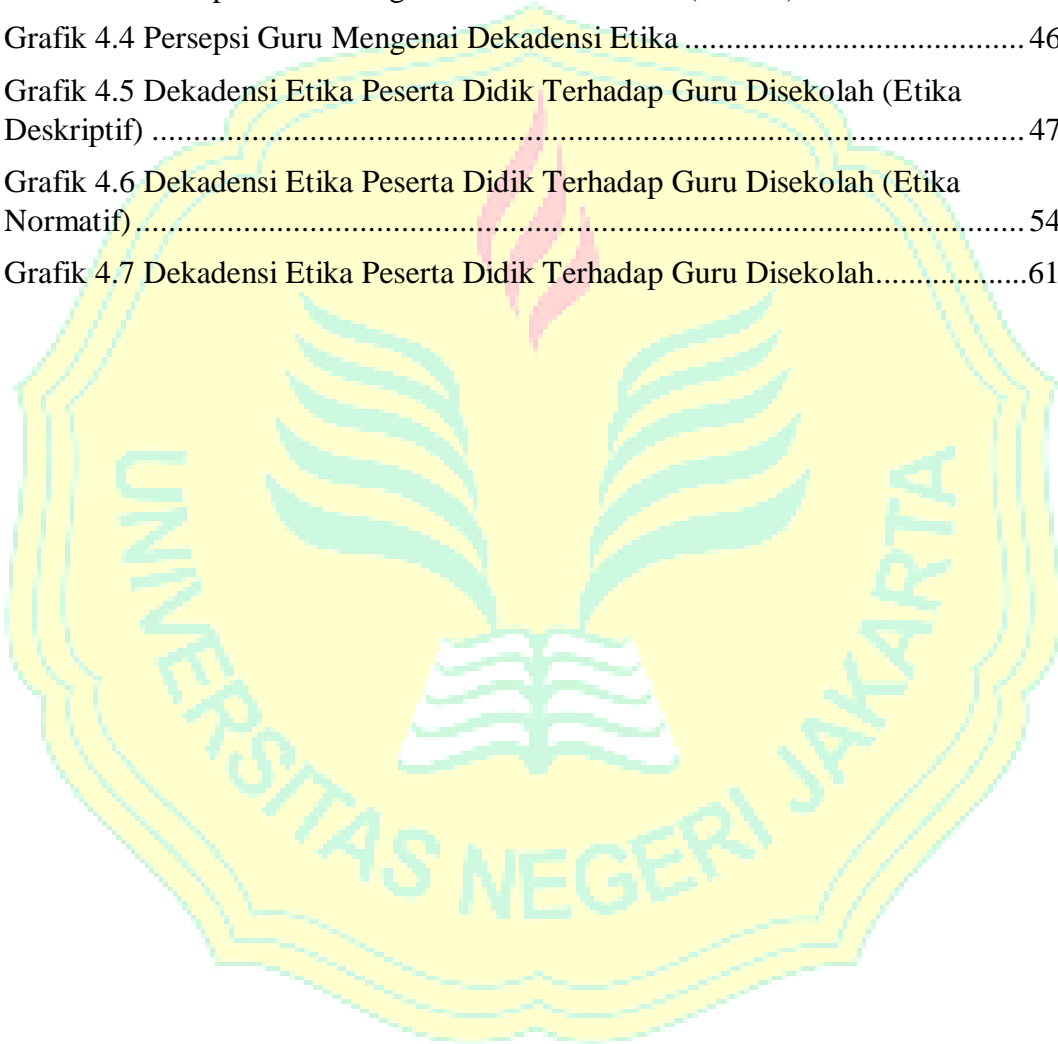 Grafik 4.4 Persepsi Guru Mengenai Dekadensi Etika .................................... 46
Grafik 4.5 Dekadensi Etika Peserta Didik Terhadap Guru Disekolah (Etika
Deskriptif) ........................................................................................... 47
Grafik 4.6 Dekadensi Etika Peserta Didik Terhadap Guru Disekolah (Etika
Normatif) ............................................................................................. 54
Grafik 4.7 Dekadensi Etika Peserta Didik Terhadap Guru Disekolah..................61
UNIVERSITAS NEGERI JAKARTA